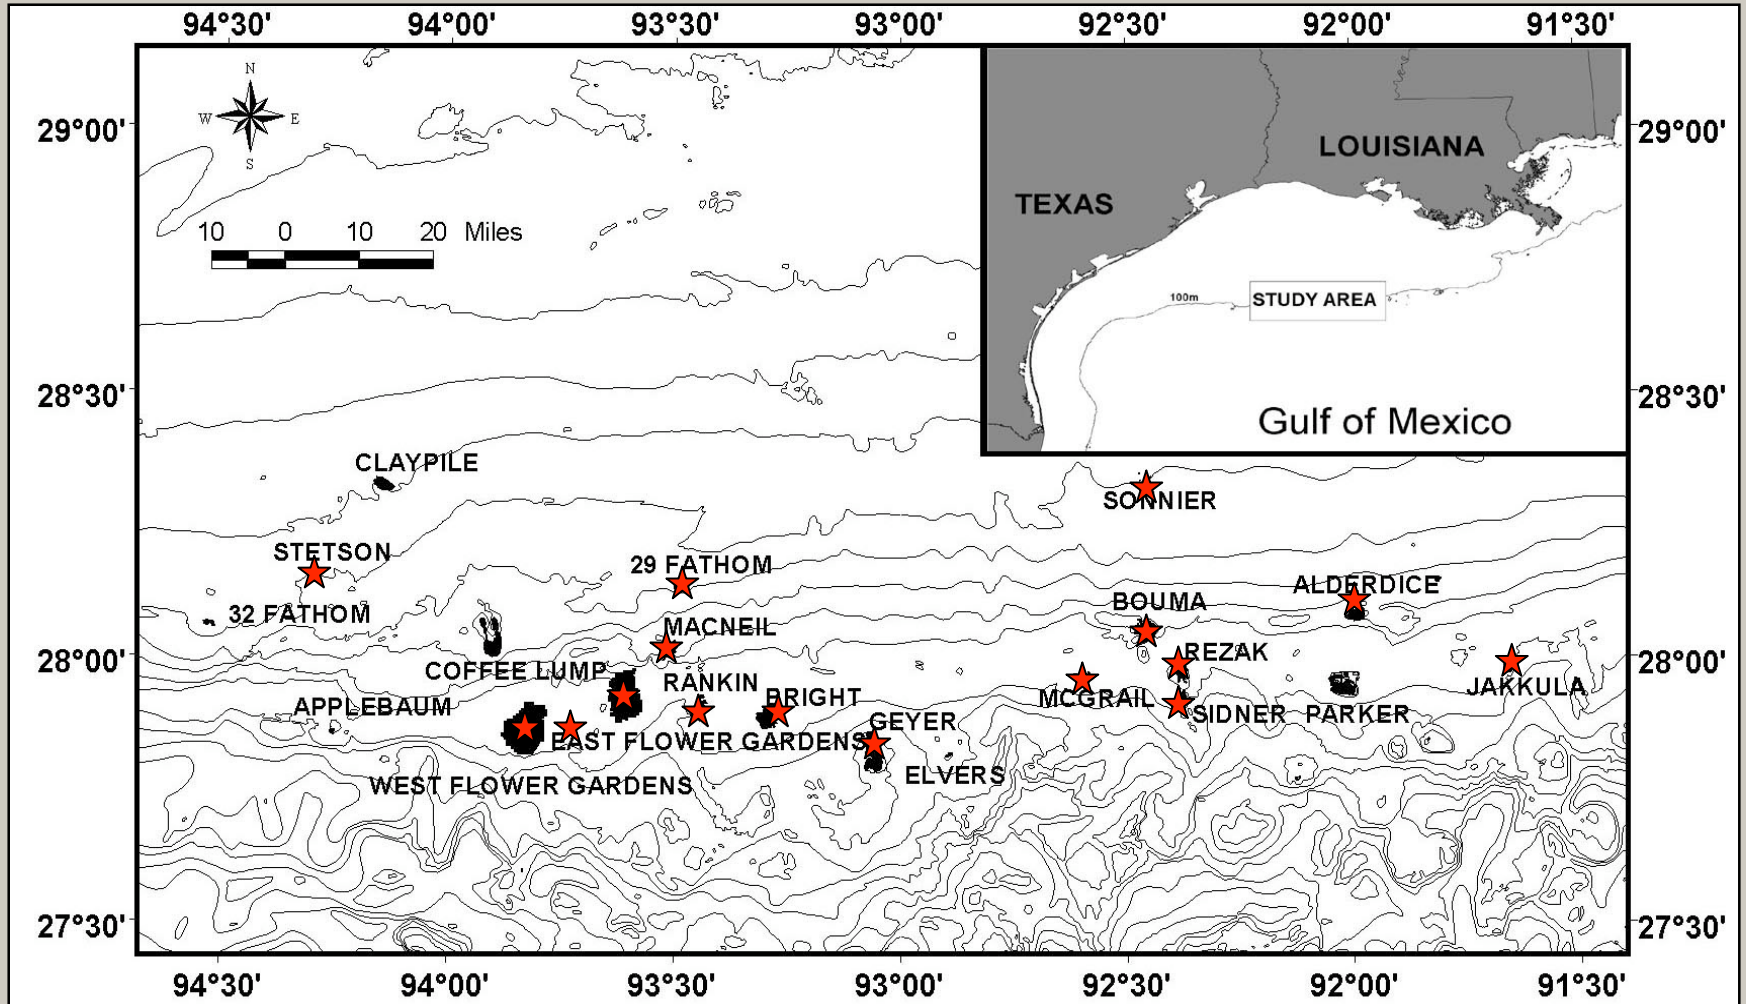 94°30' 94°00' 93°30' 93°00' 92°30' 92°00' 91°30'
N
W E
S
29°00' 29°00'
LOUISIANA
TEXAS
10 0 10 20 Miles
100m
STUDY AREA
28°30' 28°30'
Gulf of Mexico
CLAYPILE
SONNIER
STETSON
29 FATHOM
ALDERDICE
BOUMA
32 FATHOM
MACNEIL
REZAK
28°00' 28°00'
COFFEE LUMP
RANKIN
JAKKULA
BRIGHT
MCGRAIL
APPLEBAUM
SIDNER PARKER
GEYER
EAST FLOWER GARDENS
ELVERS
WEST FLOWER GARDENS
27°30' 27°30'
94°30' 94°00' 93°30' 93°00' 92°30' 92°00' 91°30'